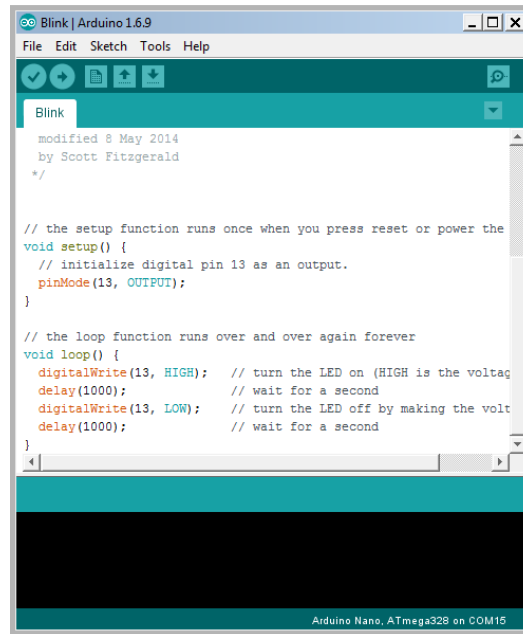 Blink | Arduino 1.6.9
File Edit Sketch Tools Help
Blink
modified 8 May 2014
by Scott Fitzgerald
*/
// the setup function runs once when you press reset or power the
void setup() {
// initialize digital pin 13 as an output.
pinMode(13, OUTPUT);
}
// the loop function runs over and over again forever
void loop() {
digitalWrite(13, HIGH);   // turn the LED on (HIGH is the voltag
delay(1000);              // wait for a second
digitalWrite(13, LOW);    // turn the LED off by making the volt
delay(1000);              // wait for a second
}
Arduino Nano, ATmega328 on COM15